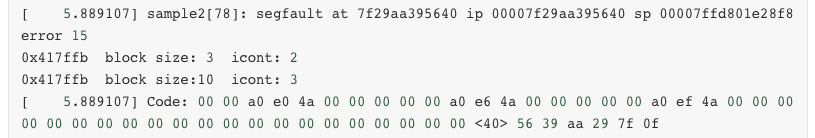 [    5.889107] sample2[78]: segfault at 7f29aa395640 ip 00007f29aa395640 sp 00007ffd801e28f8
error 15
0x417ffb  block size: 3  icont: 2
0x417ffb  block size:10  icont: 3
[    5.889107] Code: 00 00 a0 e0 4a 00 00 00 00 00 a0 e6 4a 00 00 00 00 00 a0 ef 4a 00 00 00
00 00 00 00 00 00 00 00 00 00 00 00 00 00 00 00 00 00 00 <40> 56 39 aa 29 7f 0f